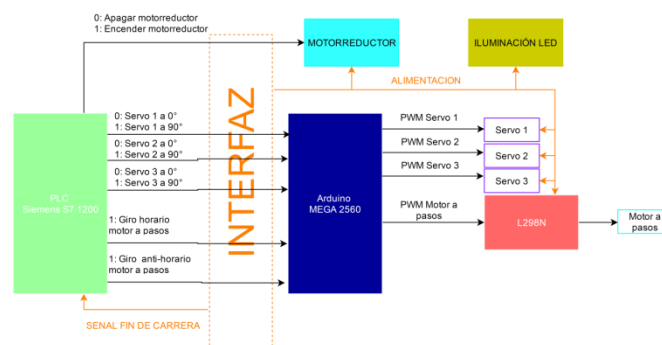 0: Apagar motorreductor
1: Encender motorreductor
MOTORREDUCTOR
ILUMINACIÓN LED
ALIMENTACION
INTERFAZ
0: Servo 1 a 0°
1: Servo 1 a 90°
0: Servo 2 a 0°
1: Servo 2 a 90°
0: Servo 3 a 0°
1: Servo 3 a 90°
1: Giro horario
motor a pasos
1: Giro anti-horario
motor a pasos
PLC
Siemens S7 1200
Arduino
MEGA 2560
PWM Servo 1
PWM Servo 2
PWM Servo 3
PWM Motor a
pasos
Servo 1
Servo 2
Servo 3
L298N
Motor a
pasos
SENAL FIN DE CARRERA